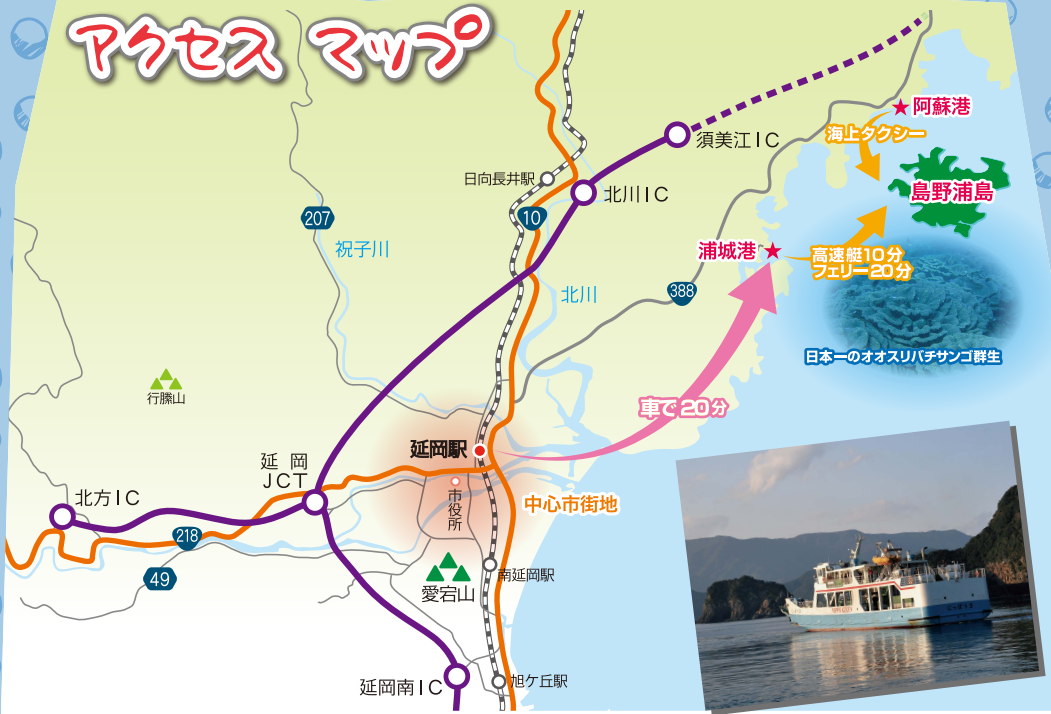 アクセス マップ
阿蘇港
海上タクシー
須美江IC
日向長井駅
北川IC
島野浦島
207
10
祝子川
浦城港
高速艇10分
フェリー20分
北川
388
日本一のオオスリバチサンゴ群生
行縢山
車で20分
延岡駅
延岡
JCT
市役所
北方IC
中心市街地
218
49
南延岡駅
愛宕山
延岡南IC
旭ケ丘駅